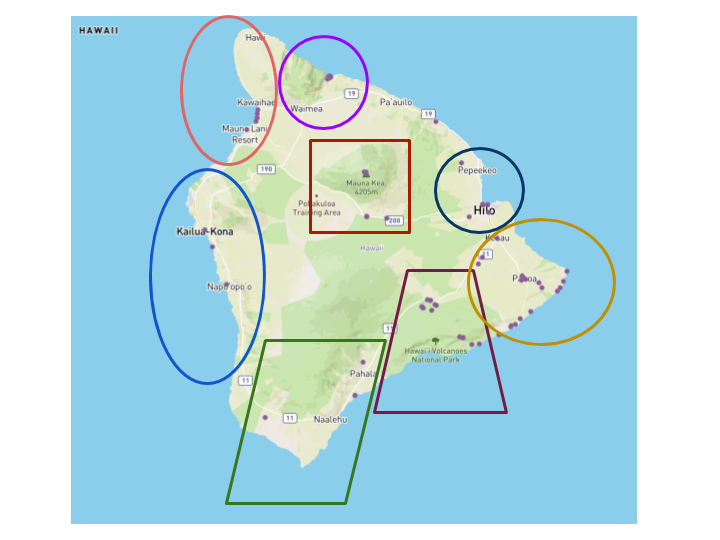 HAWAII
Hawi
19
Kawaihae
Waimea
Pa'auilo
19
Mauna Lani
Resort
190
Pepeekeo
Mauna Kea
4205m
Pohakuloa
Training Area
Hilo
200
Kailua-Kona
Keaau
Hawaii
Napo'opo'o
11
Hawai'i Volcanoes
National Park
Pahala
11
11
Naalehu